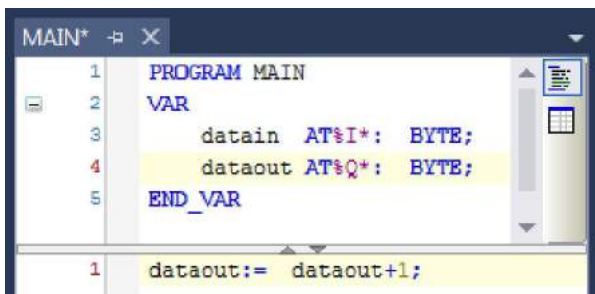 MAIN*
1 PROGRAM MAIN
2 VAR
3 datain AT%I*: BYTE;
4 dataout AT%Q*: BYTE;
5 END_VAR
1 dataout:= dataout+1;